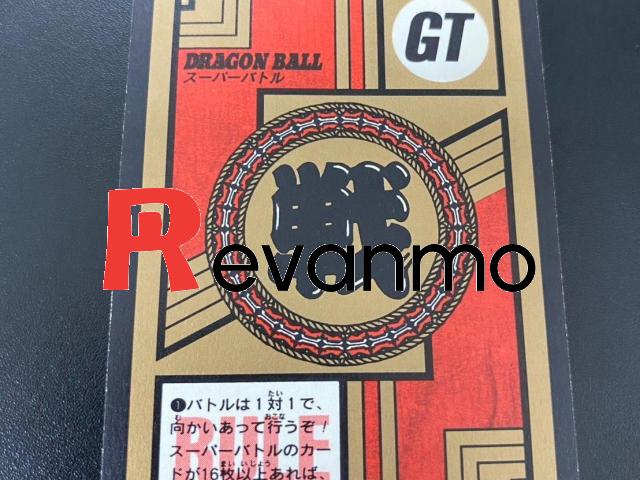 GT
DRAGON BALL
スーパーバトル
戦
Revanmo
❶バトルは1対1で、
向かいあって行うぞ!
スーパーバトルのカー
ドが16枚以上あれば、
RULE